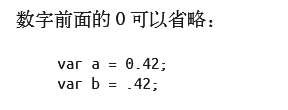 数字前面的 0 可以省略：
var a = 0.42;
var b = .42;